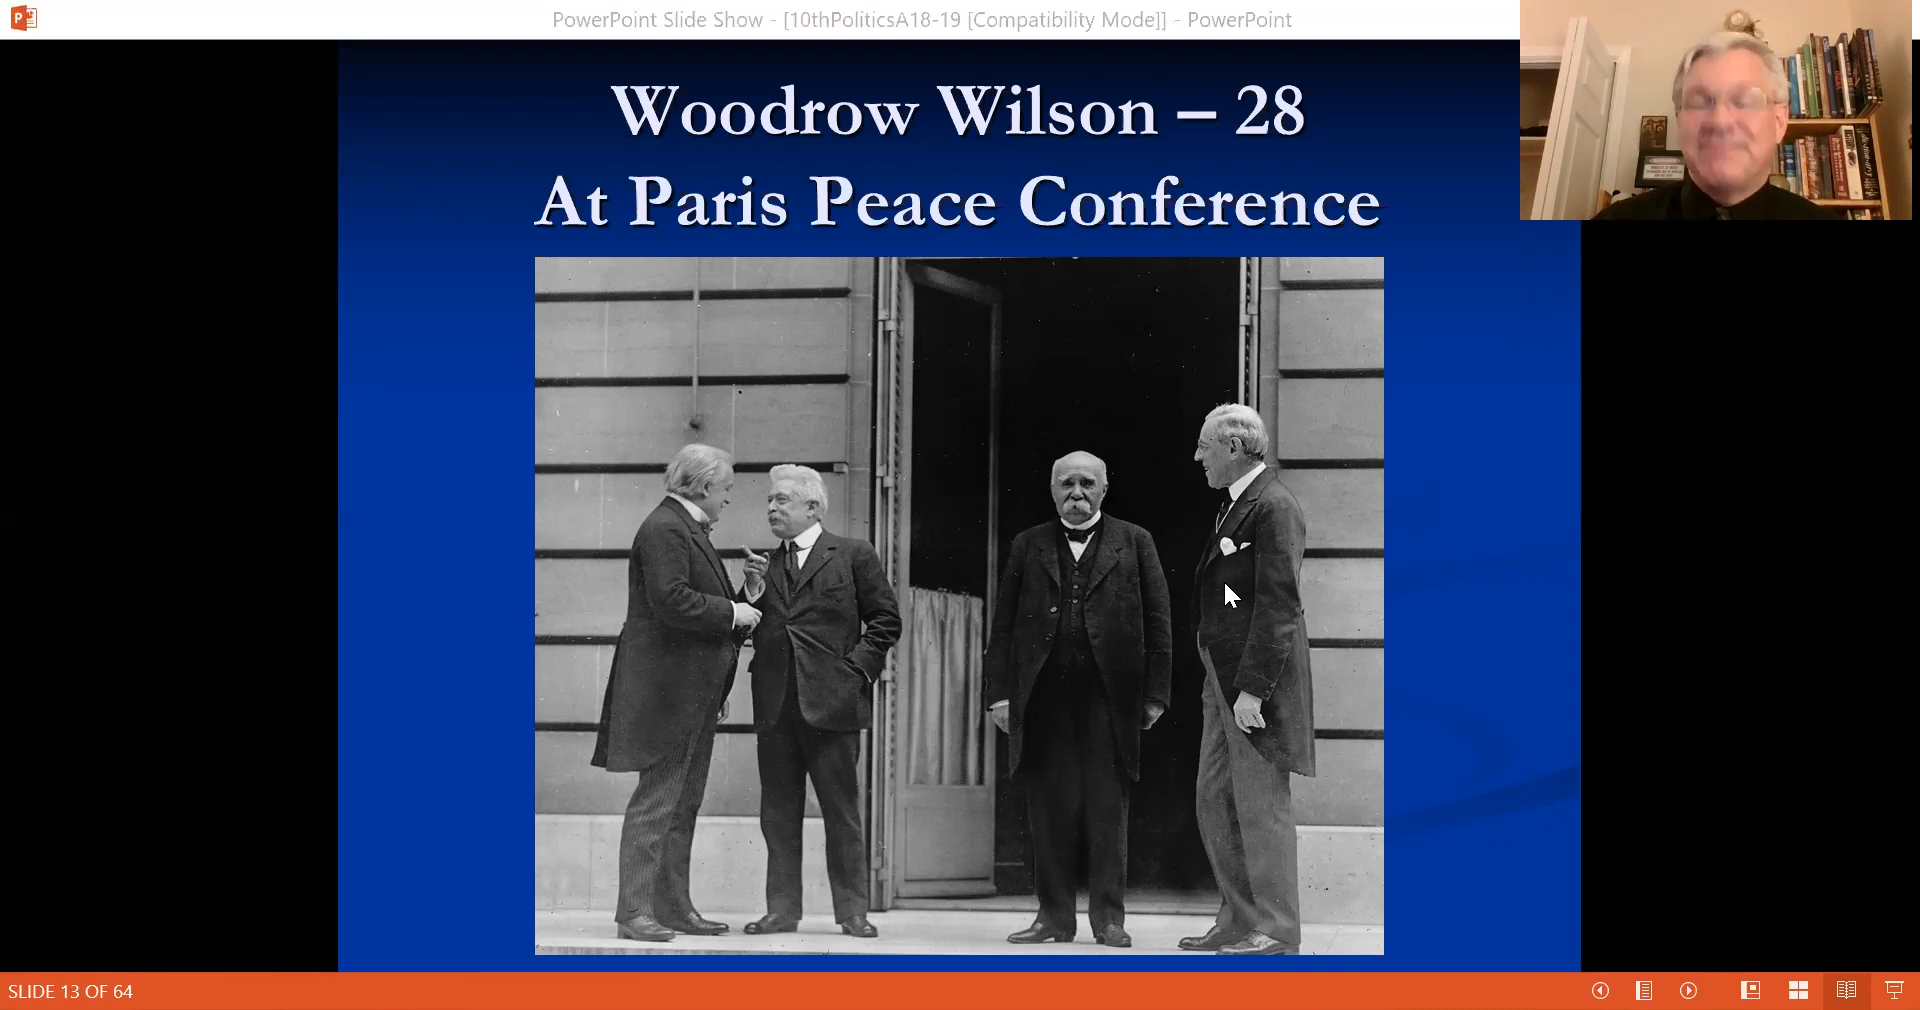 PowerPoint Slide Show - [10thPoliticsA18-19 [Compatibility Mode]] - PowerPoint
Woodrow Wilson – 28
At Paris Peace Conference
SLIDE 13 OF 64